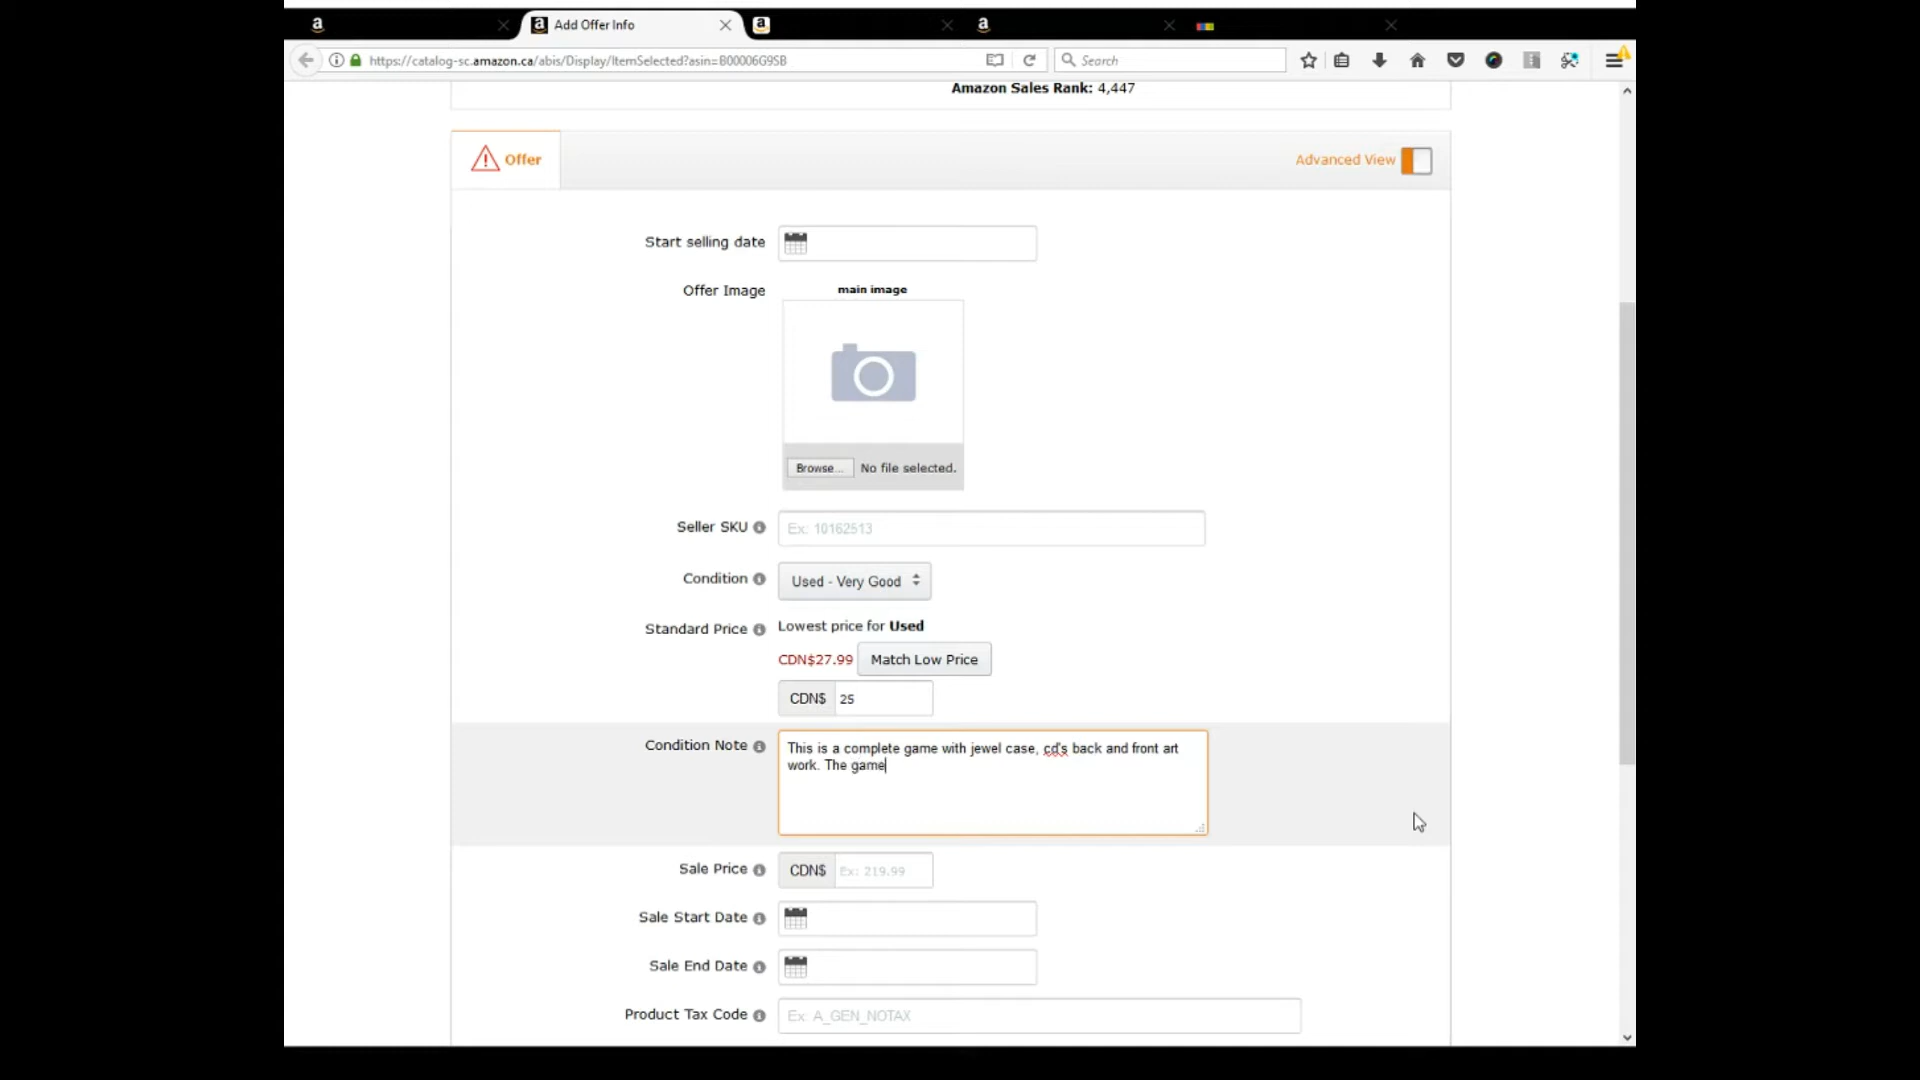 Add Offer Info
https://catalog-sc.amazon.ca/abis/Display/ItemSelected?asin=B00006G9SB
Search
Amazon Sales Rank: 4,447
Offer
Advanced View
Start selling date
Offer Image
main image
Browse... No file selected.
Seller SKU
Ex: 10162513
Condition
Used - Very Good
Standard Price
Lowest price for Used
CDN$27.99 Match Low Price
CDN$ 25
Condition Note
This is a complete game with jewel case, cd's back and front art
work. The game
Sale Price
CDN$ Ex: 219.99
Sale Start Date
Sale End Date
Product Tax Code
Ex: A_GEN_NOTAX